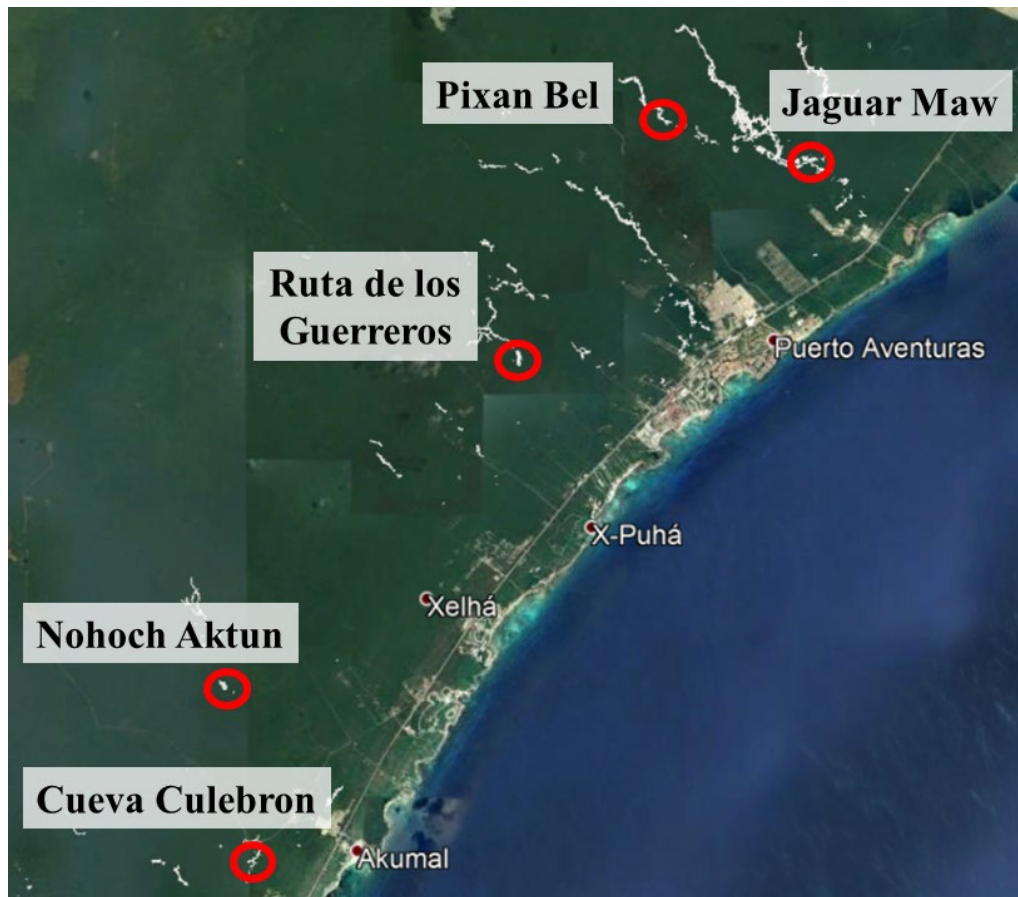 Pixan Bel
Jaguar Maw
Ruta de los
Guerreros
Puerto Aventuras
X-Puhá
Xelhá
Nohoch Aktun
Cueva Culebron
Akumal